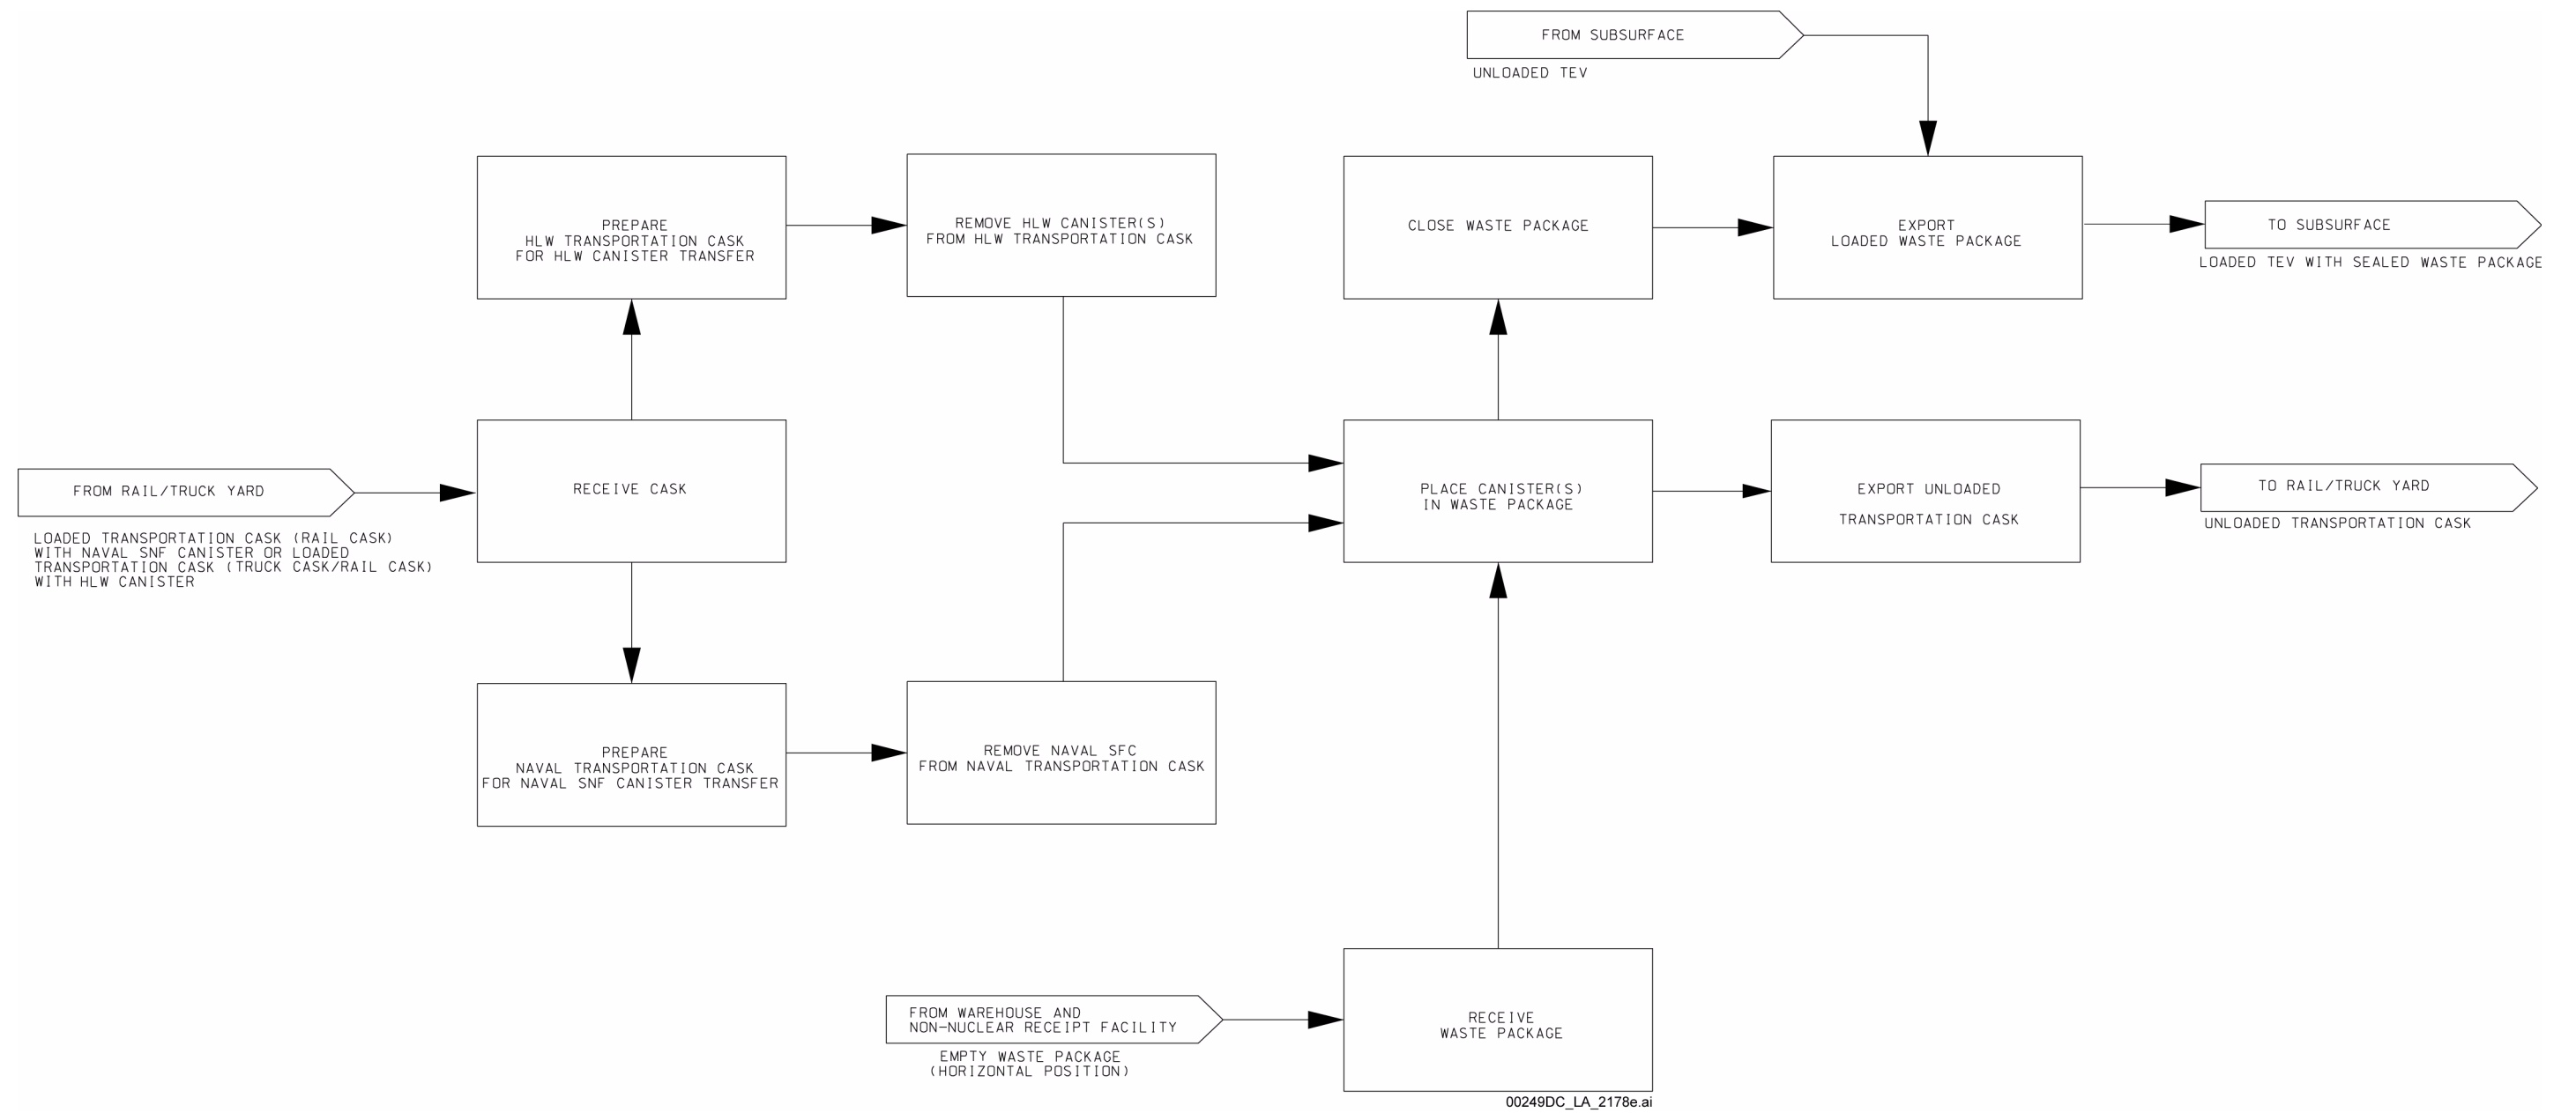 FROM SUBSURFACE
UNLOADED TEV
PREPARE
HLW TRANSPORTATION CASK
FOR HLW CANISTER TRANSFER
REMOVE HLW CANISTER(S)
FROM HLW TRANSPORTATION CASK
CLOSE WASTE PACKAGE
EXPORT
LOADED WASTE PACKAGE
TO SUBSURFACE
LOADED TEV WITH SEALED WASTE PACKAGE
FROM RAIL/TRUCK YARD
LOADED TRANSPORTATION CASK (RAIL CASK)
WITH NAVAL SNF CANISTER OR LOADED
TRANSPORTATION CASK (TRUCK CASK/RAIL CASK)
WITH HLW CANISTER
RECEIVE CASK
PLACE CANISTER(S)
IN WASTE PACKAGE
EXPORT UNLOADED
TRANSPORTATION CASK
TO RAIL/TRUCK YARD
UNLOADED TRANSPORTATION CASK
PREPARE
NAVAL TRANSPORTATION CASK
FOR NAVAL SNF CANISTER TRANSFER
REMOVE NAVAL SFC
FROM NAVAL TRANSPORTATION CASK
FROM WAREHOUSE AND
NON-NUCLEAR RECEIPT FACILITY
EMPTY WASTE PACKAGE
(HORIZONTAL POSITION)
RECEIVE
WASTE PACKAGE
00249DC_LA_2178e.ai